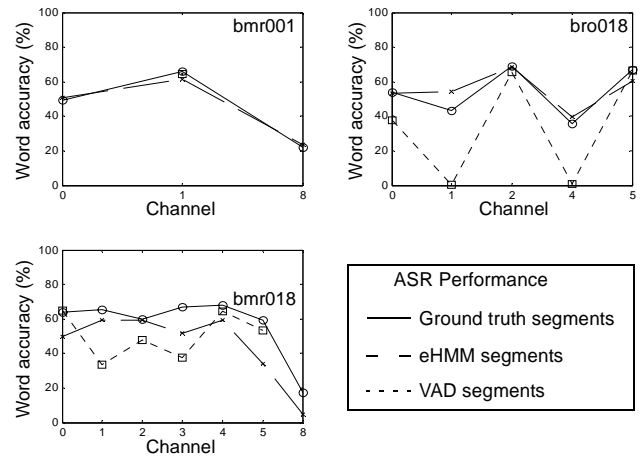 bmr001
Word accuracy (%)
100
80
60
40
20
0
0 1 8
Channel
bro018
Word accuracy (%)
100
80
60
40
20
0
0 1 2 4 5
Channel
bmr018
Word accuracy (%)
100
80
60
40
20
0
0 1 2 3 4 5 8
Channel
ASR Performance
Ground truth segments
eHMM segments
VAD segments